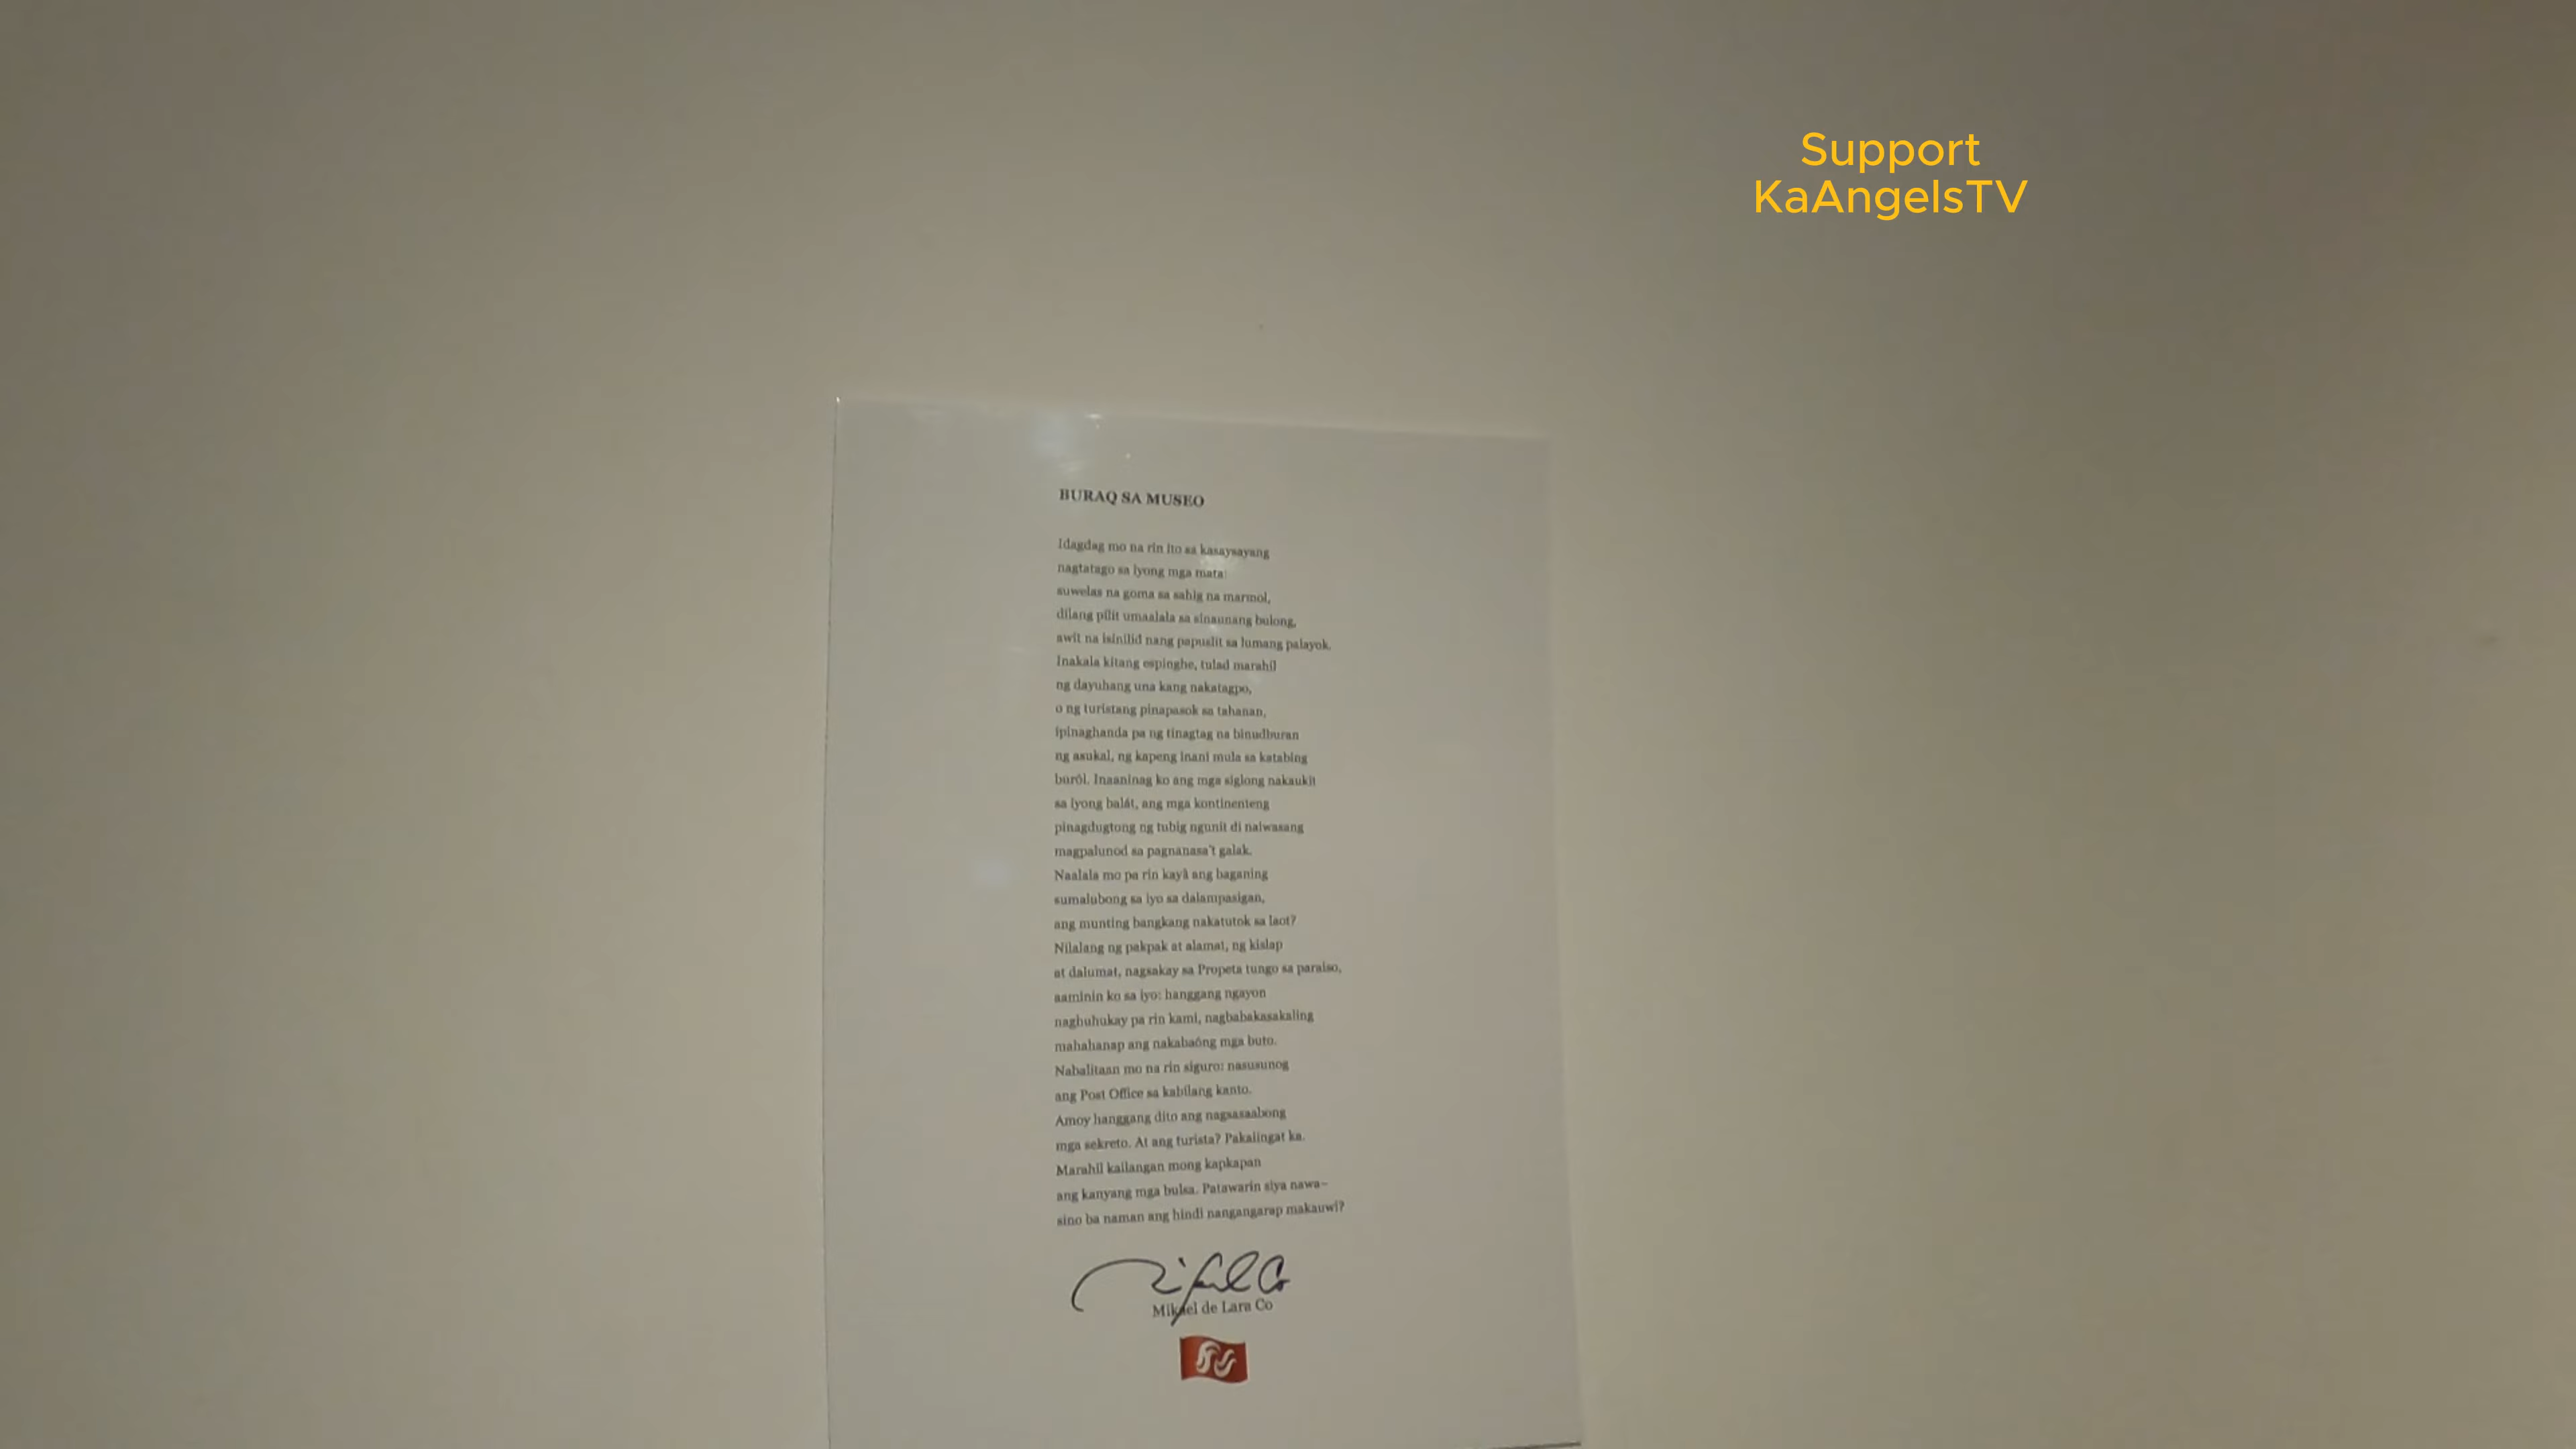 Support
KaAngelsTV
BURAQ SA MUSEO
Idagdag mo na rin ito sa kasaysayang
nagtatago sa iyong mga mata:
suwelas na goma sa sahig na marmol,
dilang pilit umaalala sa sinaunang bulong,
awit na isinilid nang papuslit sa lumang palayok.
Inakala kitang espinghe, tulad marahil
ng dayuhang una kang nakatagpo,
o ng turistang pinapasok sa tahanan,
ipinaghanda pa ng tinagtag na binudburan
ng asukal, ng kapeng inani mula sa katabing
buról. Inaaninag ko ang mga siglong nakaukit
sa iyong balát, ang mga kontinenteng
pinagdugtong ng tubig ngunit di naiwasang
magpalunod sa pagnanasa't galak.
Naalala mo pa rin kayâ ang baganing
sumalubong sa iyo sa dalampasigan,
ang munting bangkang nakatutok sa laot?
Nilalang ng pakpak at alamat, ng kislap
at dalumat, nagsakay sa Propeta tungo sa paraiso,
aaminin ko sa iyo: hanggang ngayon
naghuhukay pa rin kami, nagbabakasakaling
mahahanap ang nakabaóng mga buto.
Nabalitaan mo na rin siguro: nasusunog
ang Post Office sa kabilang kanto.
Amoy hanggang dito ang nagsasaabong
mga sekreto. At ang turista? Pakaiingat ka.
Marahil kailangan mong kapkapan
ang kanyang mga bulsa. Patawarin siya nawa–
sino ba naman ang hindi nangangarap makauwi?
Mikael de Lara Co